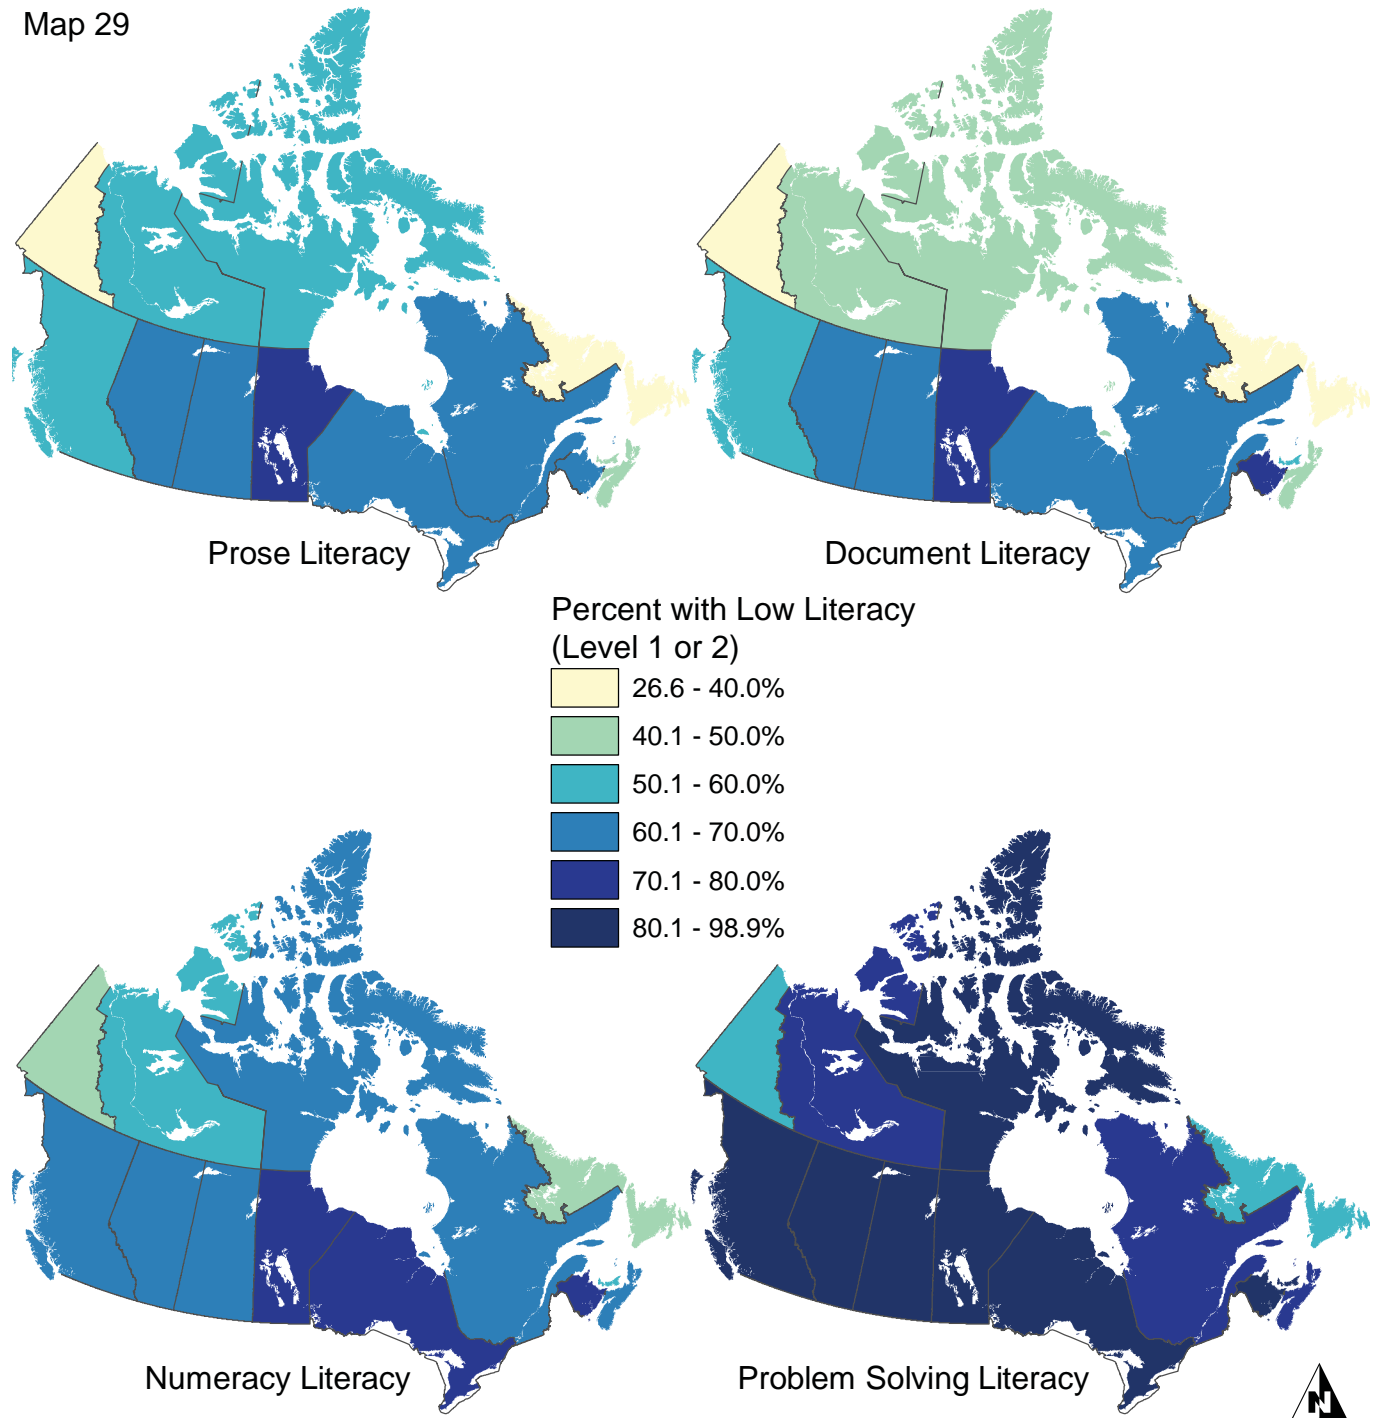 Map 29
Prose Literacy
Document Literacy
Percent with Low Literacy
(Level 1 or 2)
26.6 - 40.0%
40.1 - 50.0%
50.1 - 60.0%
60.1 - 70.0%
70.1 - 80.0%
80.1 - 98.9%
Numeracy Literacy
Problem Solving Literacy
N